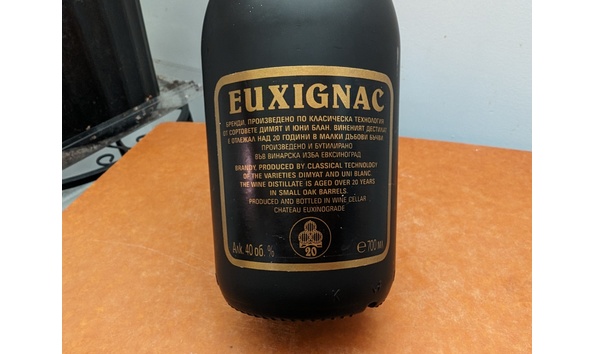 EUXIGNAC
БРЕНДИ, ПРОИЗВЕДЕНО ПО КЛАСИЧЕСКА ТЕХНОЛОГИЯ
ОТ СОРТОВЕТЕ ДИМЯТ И ЮНИ БЛАН. ВИНЕНИЯТ ДЕСТИЛАТ
Е ОТЛЕЖАЛ НАД 20 ГОДИНИ В МАЛКИ ДЪБОВИ БЪЧВИ
ПРОИЗВЕДЕНО И БУТИЛИРАНО
ВЪВ ВИНАРСКА ИЗБА ЕВКСИНОГРАД
BRANDY, PRODUCED BY CLASSICAL TECHNOLOGY
OF THE VARIETIES DIMYAT AND UNI BLANC.
THE WINE DISTILLATE IS AGED OVER 20 YEARS
IN SMALL OAK BARRELS.
PRODUCED AND BOTTLED IN WINE CELLAR
CHATEAU EUXINOGRADE
Алк. 40 об. %
20
℮ 700 мл